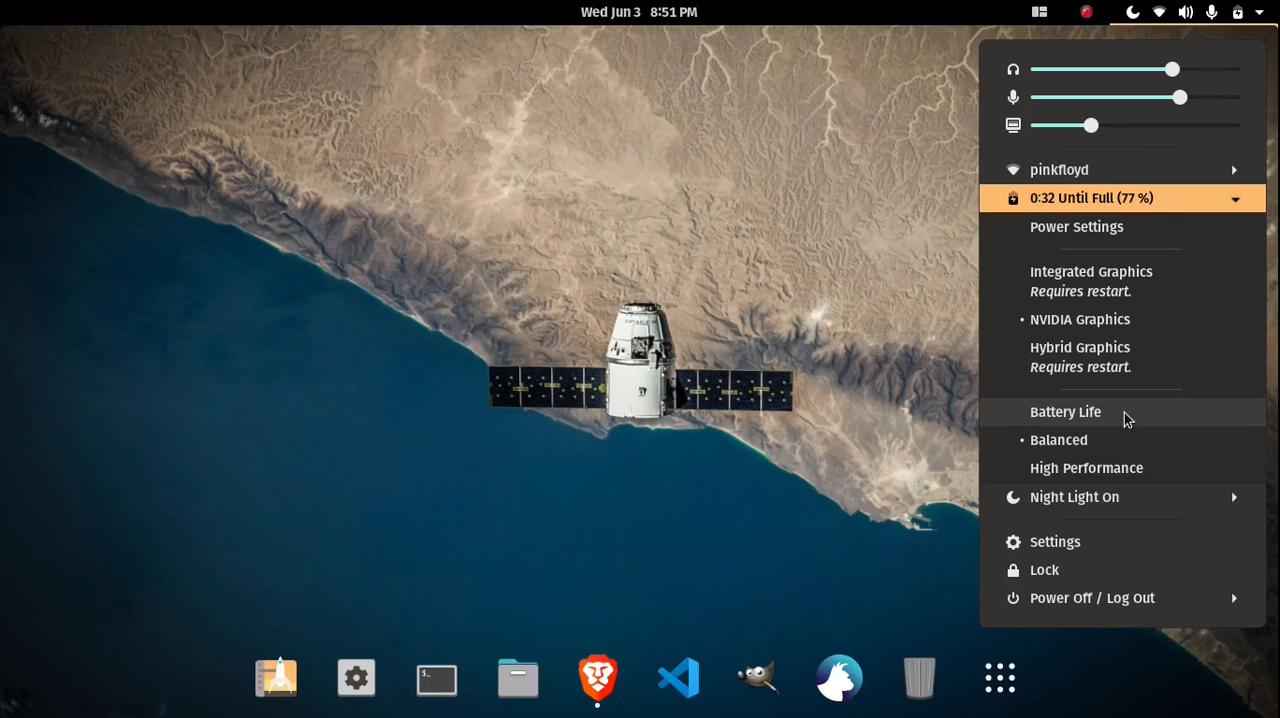 Wed Jun 3 8:51 PM
pinkfloyd
0:32 Until Full (77 %)
Power Settings
Integrated Graphics
Requires restart.
• NVIDIA Graphics
Hybrid Graphics
Requires restart.
Battery Life
• Balanced
High Performance
Night Light On
Settings
Lock
Power Off / Log Out
$_